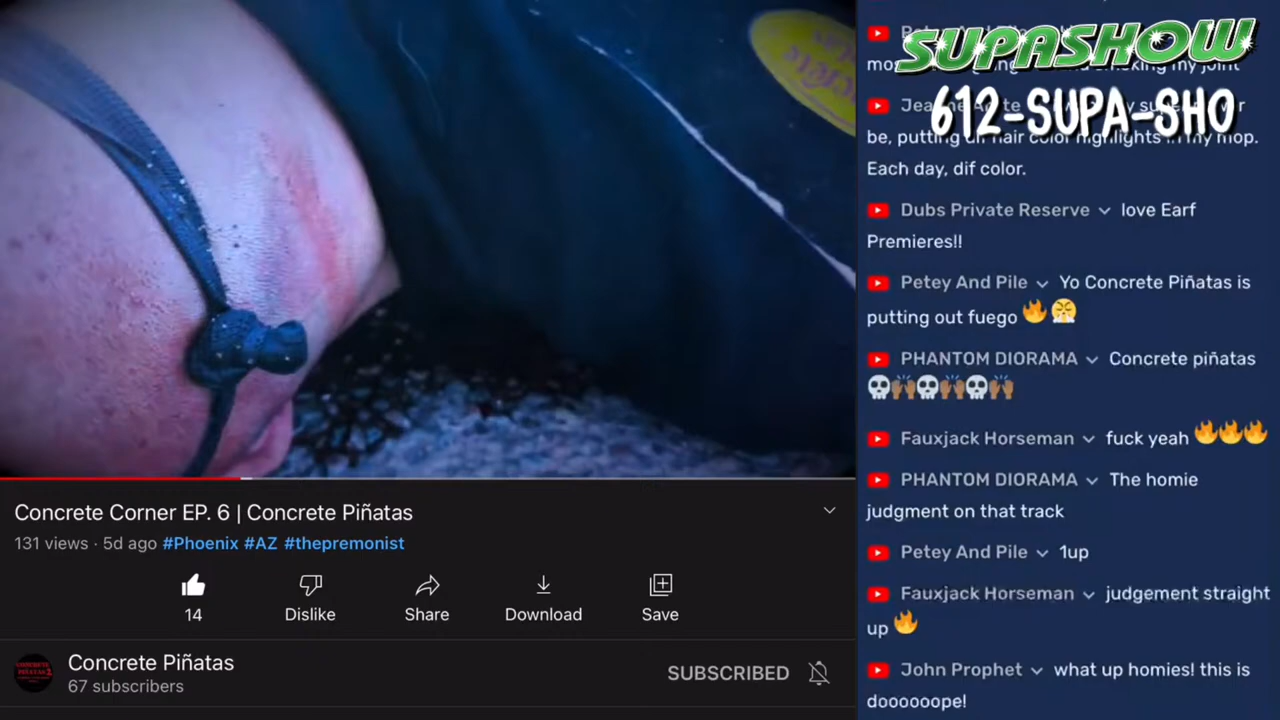 SUPASHOW
612-SUPA-SHO
be, putting dif hair color highlights in my mop.
Each day, dif color.
Dubs Private Reserve love Earf
Premieres!!
Petey And Pile Yo Concrete Piñatas is
putting out fuego 🔥😤
PHANTOM DIORAMA Concrete piñatas
💀🙌🏾💀🙌🏾💀🙌🏾
Fauxjack Horseman fuck yeah 🔥🔥🔥
PHANTOM DIORAMA The homie
judgment on that track
Petey And Pile 1up
Fauxjack Horseman judgement straight
up 🔥
John Prophet what up homies! this is
doooooope!
Concrete Corner EP. 6 | Concrete Piñatas
131 views · 5d ago #Phoenix #AZ #thepremonist
14 Dislike Share Download Save
Concrete Piñatas
67 subscribers
SUBSCRIBED